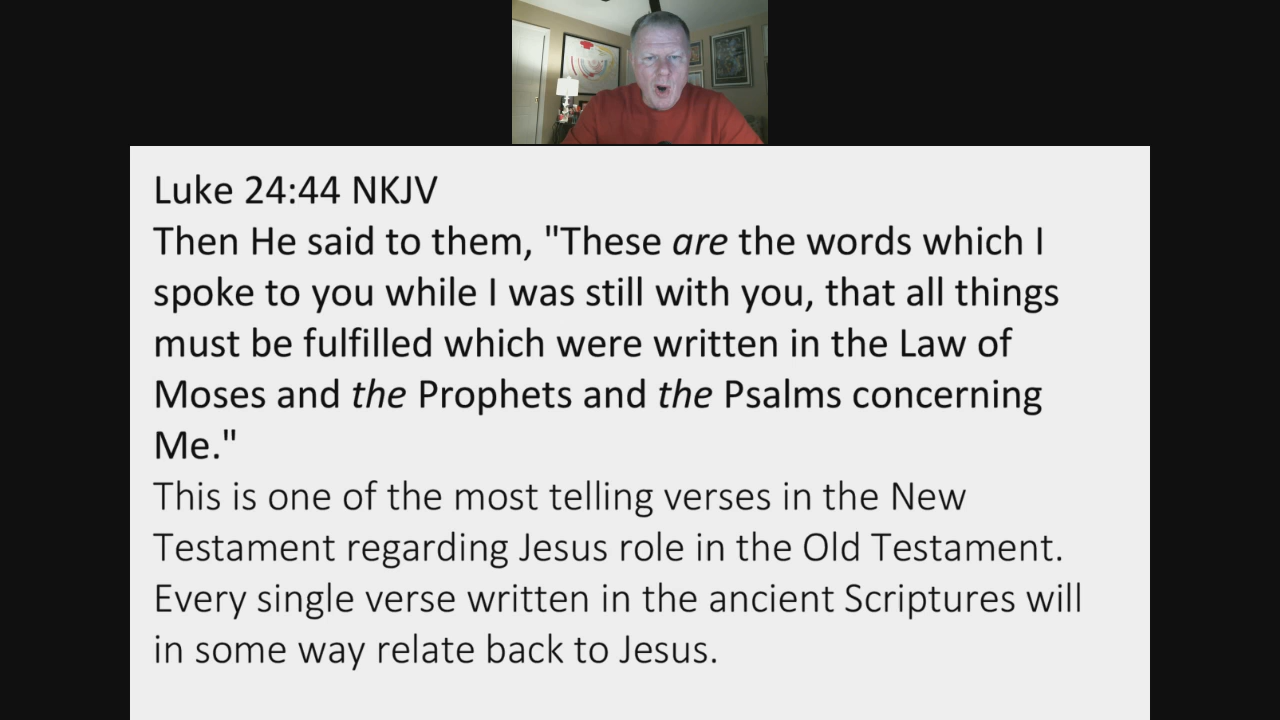 Luke 24:44 NKJV
Then He said to them, "These are the words which I
spoke to you while I was still with you, that all things
must be fulfilled which were written in the Law of
Moses and the Prophets and the Psalms concerning
Me."
This is one of the most telling verses in the New
Testament regarding Jesus role in the Old Testament.
Every single verse written in the ancient Scriptures will
in some way relate back to Jesus.